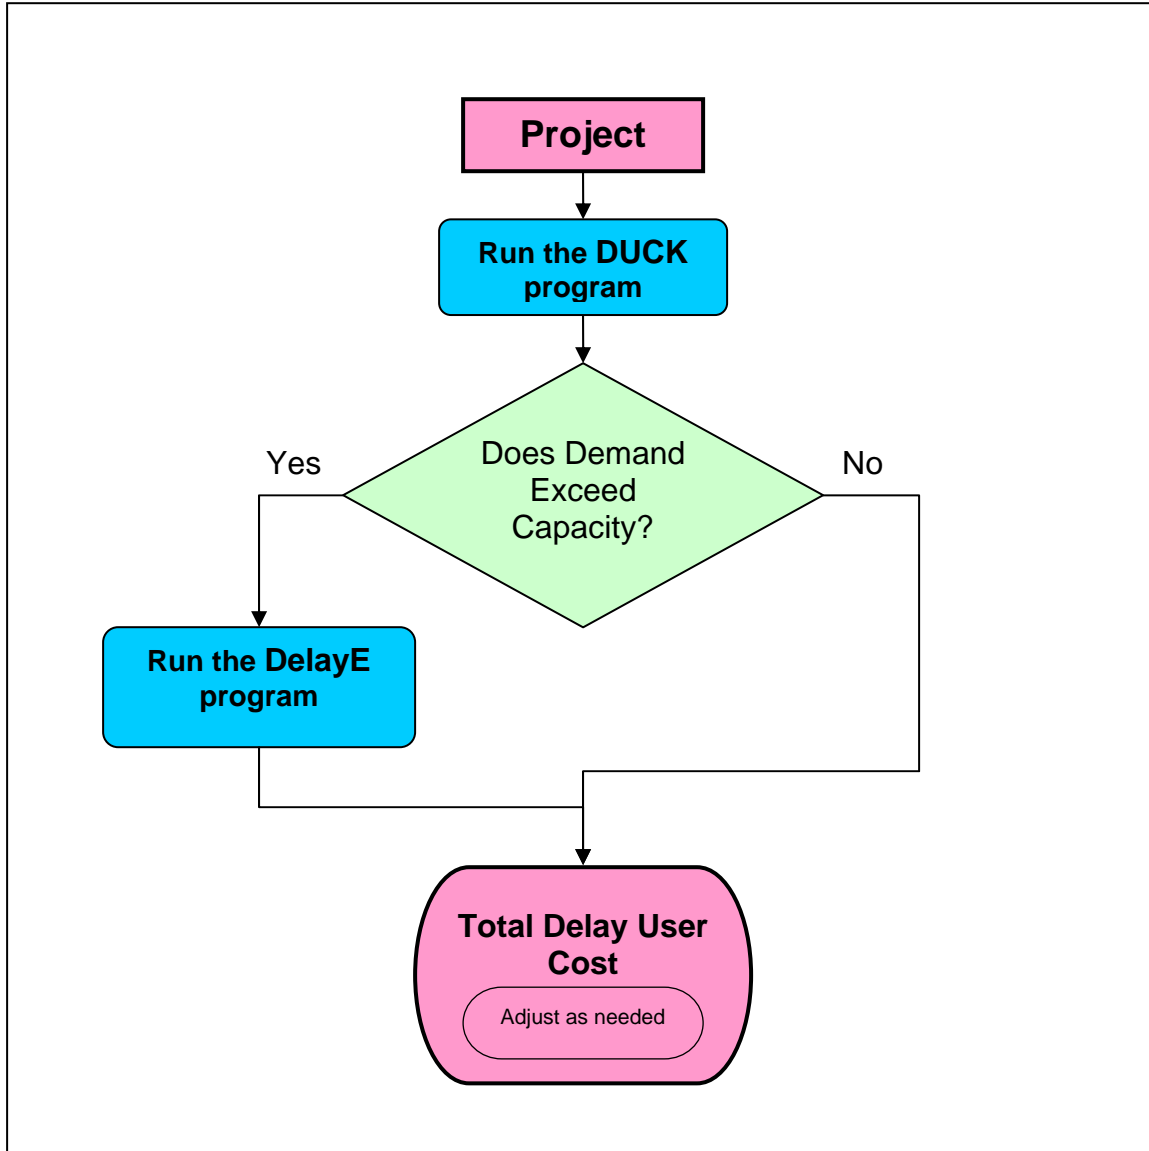 Project
Run the DUCK
program
Does Demand
Exceed
Capacity?
Yes
No
Run the DelayE
program
Total Delay User
Cost
Adjust as needed